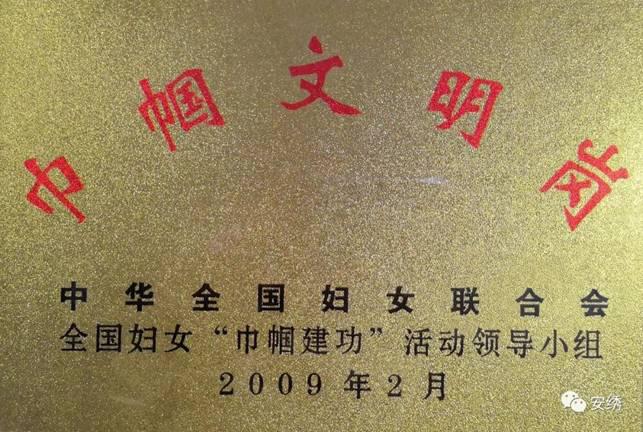 巾帼文明岗
中华全国妇女联合会
全国妇女“巾帼建功”活动领导小组
2009年2月
安绣